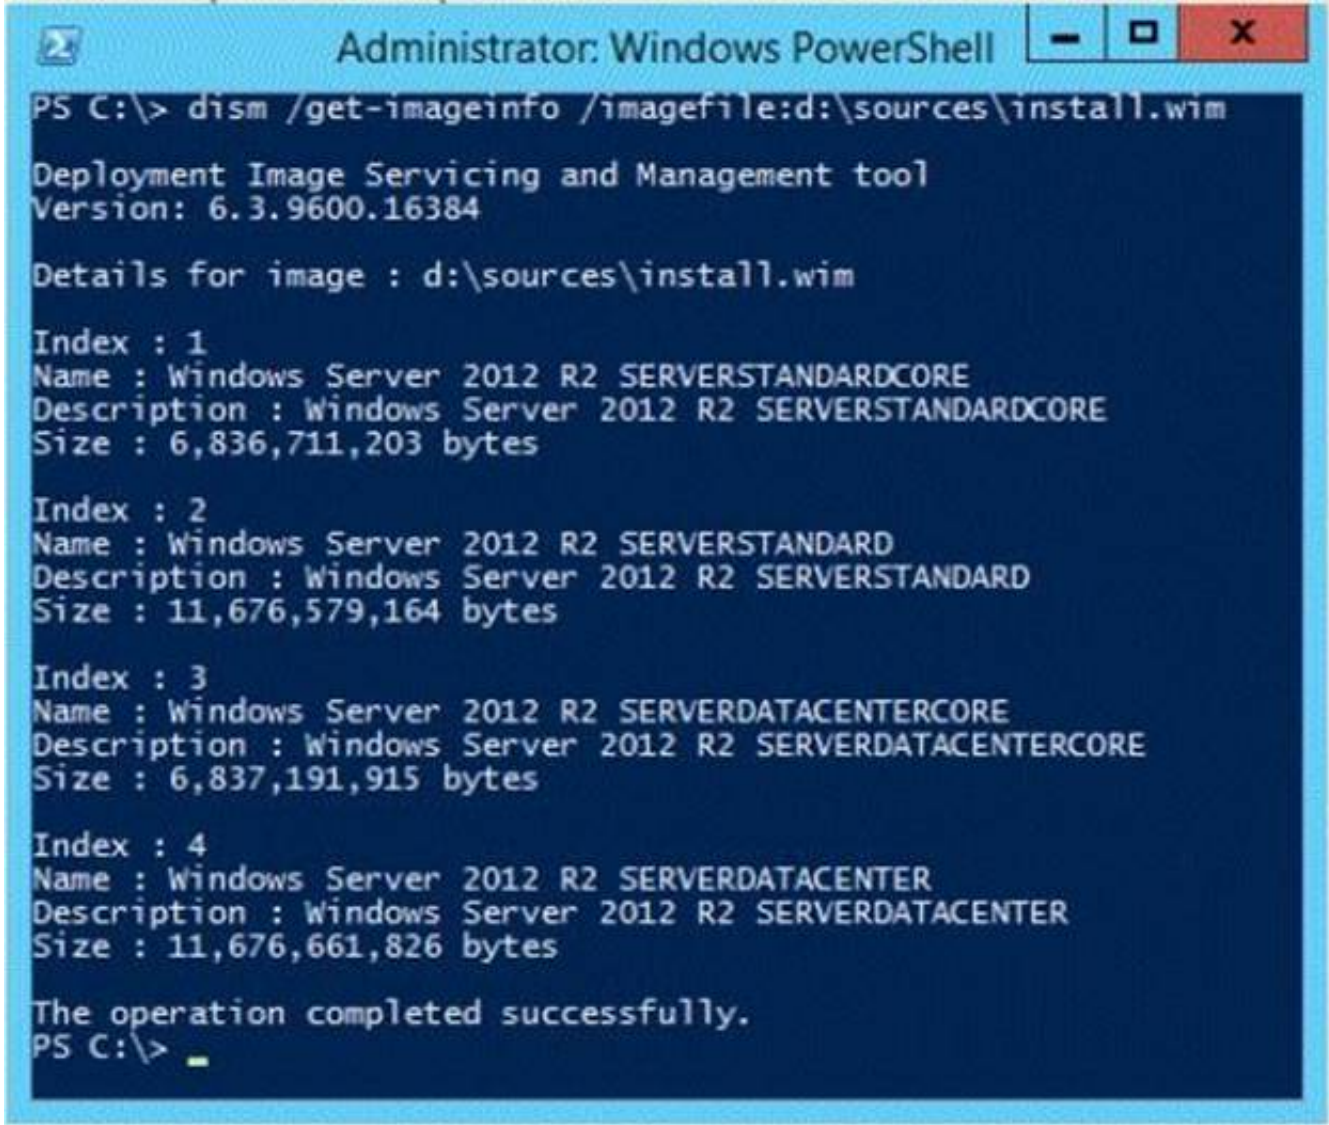 Administrator: Windows PowerShell
PS C:\> dism /get-imageinfo /imagefile:d:\sources\install.wim
Deployment Image Servicing and Management tool
Version: 6.3.9600.16384
Details for image : d:\sources\install.wim
Index : 1
Name : Windows Server 2012 R2 SERVERSTANDARDCORE
Description : Windows Server 2012 R2 SERVERSTANDARDCORE
Size : 6,836,711,203 bytes
Index : 2
Name : Windows Server 2012 R2 SERVERSTANDARD
Description : Windows Server 2012 R2 SERVERSTANDARD
Size : 11,676,579,164 bytes
Index : 3
Name : Windows Server 2012 R2 SERVERDATACENTERCORE
Description : Windows Server 2012 R2 SERVERDATACENTERCORE
Size : 6,837,191,915 bytes
Index : 4
Name : Windows Server 2012 R2 SERVERDATACENTER
Description : Windows Server 2012 R2 SERVERDATACENTER
Size : 11,676,661,826 bytes
The operation completed successfully.
PS C:\> _